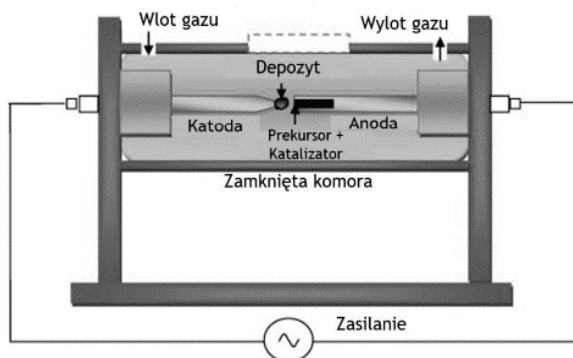 Wlot gazu
Wylot gazu
Depozyt
Katoda
Anoda
Prekursor +
Katalizator
Zamknięta komora
Zasilanie